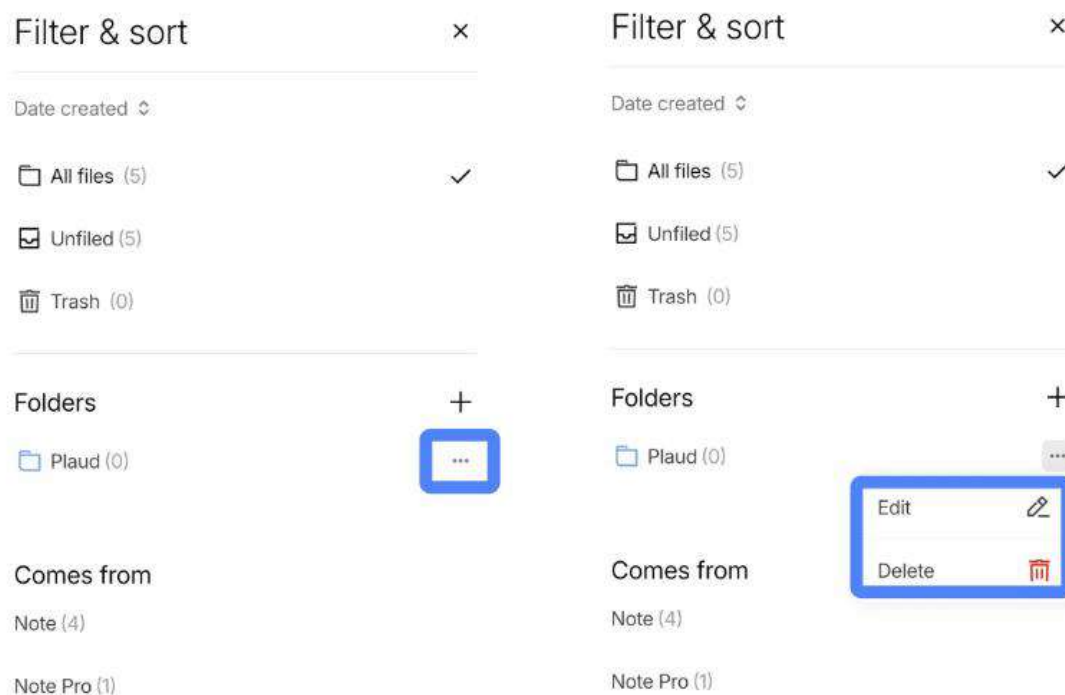 Filter & sort
Date created
All files (5)
Unfiled (5)
Trash (0)
Folders
Plaud (0)
Comes from
Note (4)
Note Pro (1)
Filter & sort
Date created
All files (5)
Unfiled (5)
Trash (0)
Folders
Plaud (0)
Edit
Delete
Comes from
Note (4)
Note Pro (1)